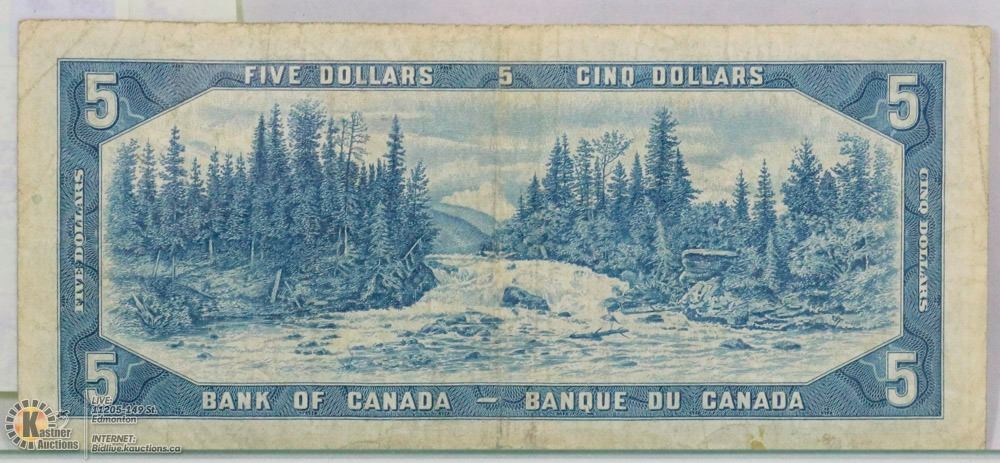 FIVE DOLLARS 5 CINQ DOLLARS
5 5
FIVE DOLLARS
CINQ DOLLARS
5 5
BANK OF CANADA — BANQUE DU CANADA
Kastner
Auctions
LIVE:
11205-149 St.
Edmonton
INTERNET:
Bidlive.kauctions.ca